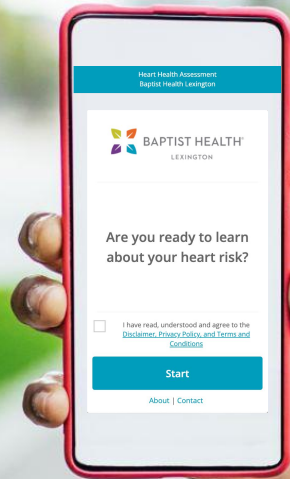 Heart Health Assessment
Baptist Health Lexington
BAPTIST HEALTH®
LEXINGTON
Are you ready to learn
about your heart risk?
I have read, understood and agree to the
Disclaimer, Privacy Policy, and Terms and
Conditions
Start
About | Contact